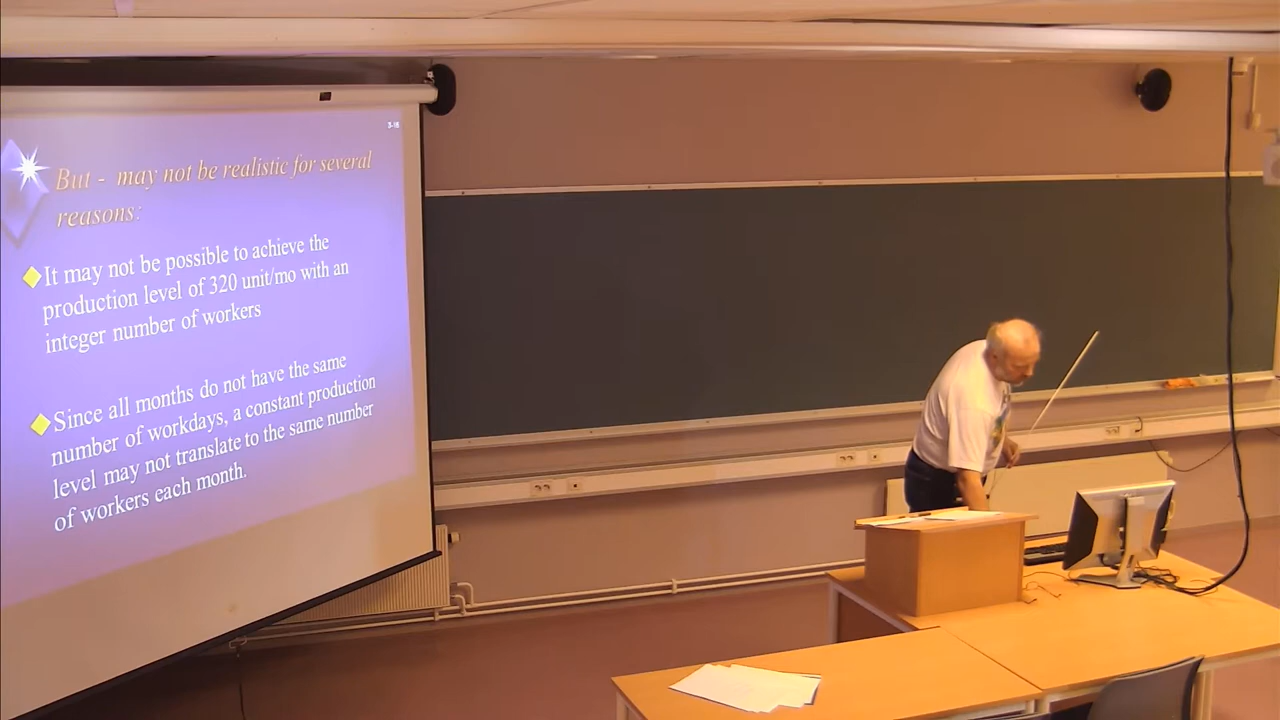 3-16
But - may not be realistic for several
reasons:
It may not be possible to achieve the
production level of 320 unit/mo with an
integer number of workers
Since all months do not have the same
number of workdays, a constant production
level may not translate to the same number
of workers each month.